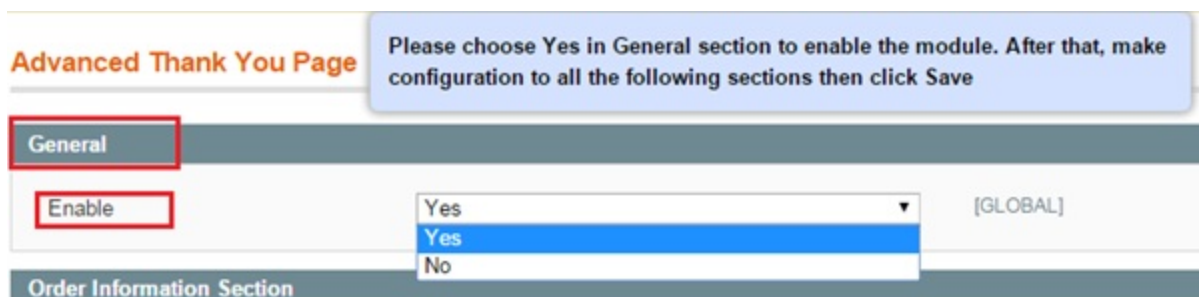 Advanced Thank You Page
Please choose Yes in General section to enable the module. After that, make
configuration to all the following sections then click Save
General
Enable
Yes
[GLOBAL]
Yes
No
Order Information Section